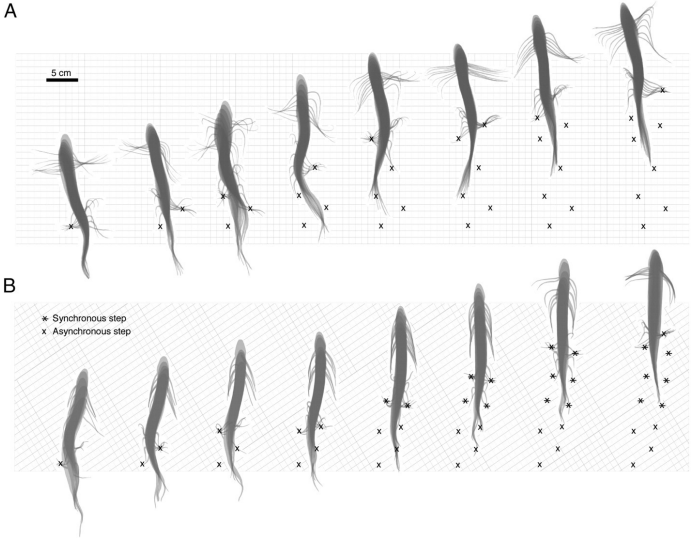 A
5 cm
B
* Synchronous step
x Asynchronous step